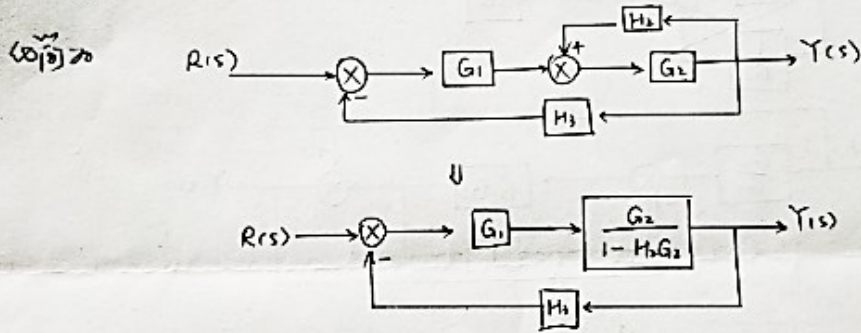 H₂
R(s) G₁ + G₂ Y(s)
-
H₃
⇓
R(s) G₁ G₂ Y(s)
1 - H₂G₂
-
H₃